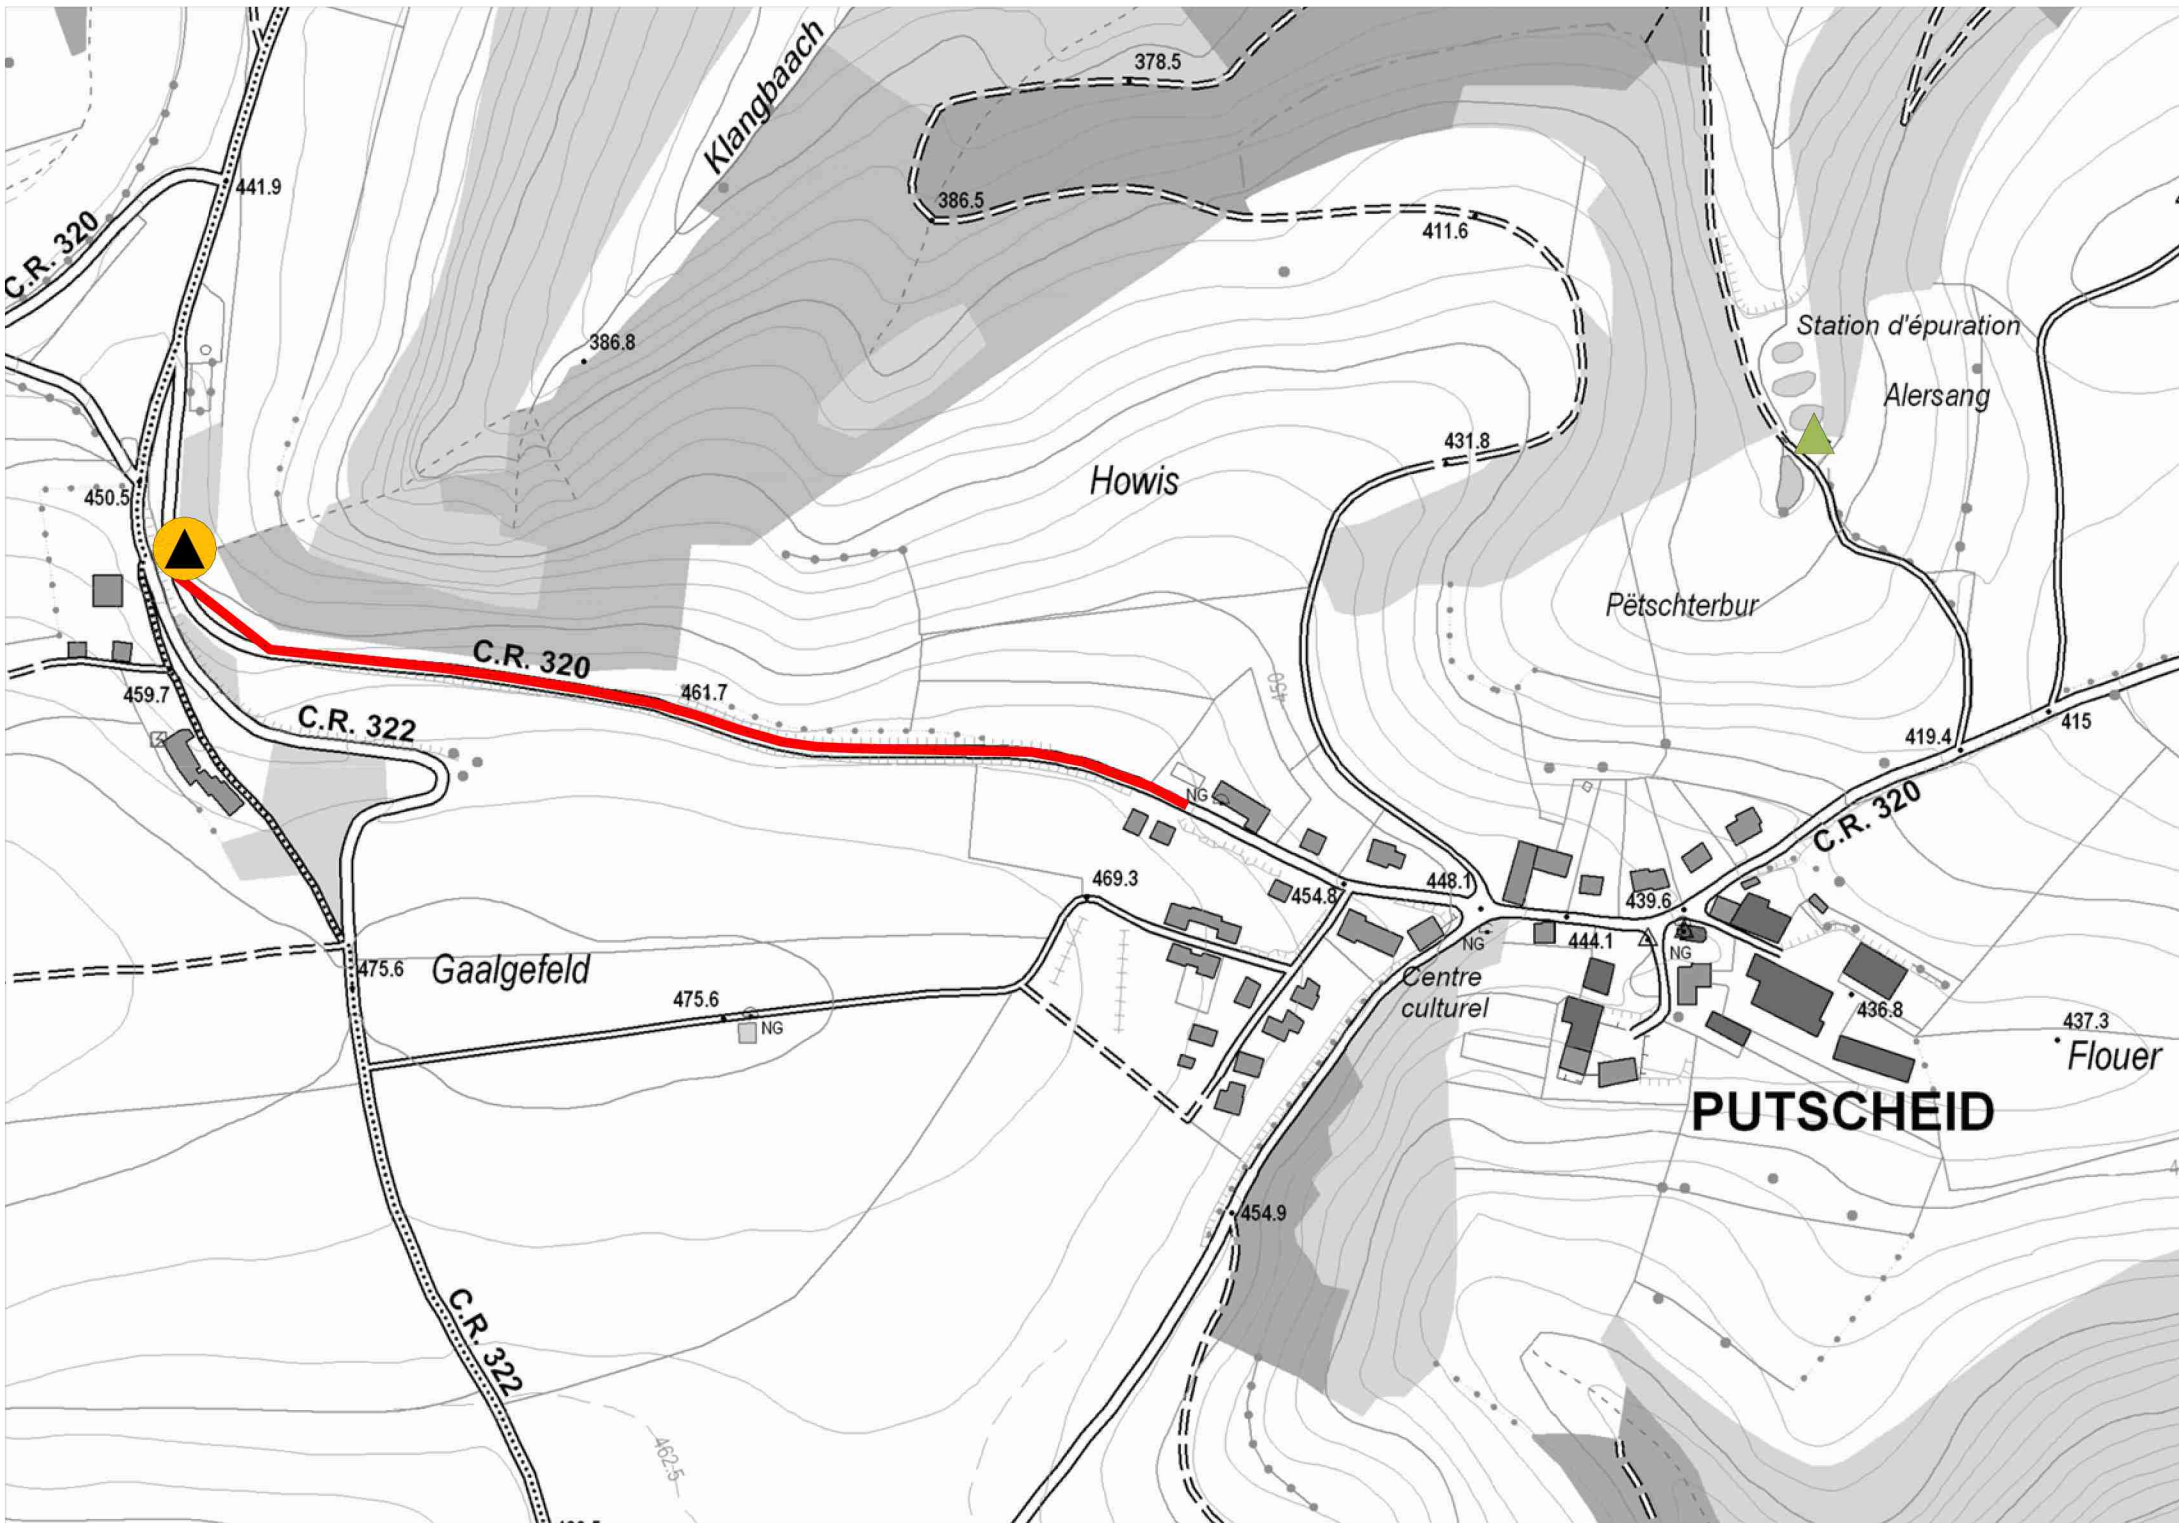 Klangbaach
378.5
441.9
386.5
411.6
C.R. 320
Station d'épuration
386.8
Alersang
431.8
Howis
450.5
Pëtschterbur
C.R. 320
450
461.7
459.7
C.R. 322
415
419.4
NG
C.R. 320
469.3
448.1
454.8
439.6
444.1
NG
NG
475.6
Gaalgefeld
Centre
culturel
475.6
NG
436.8
437.3
Flouer
PUTSCHEID
454.9
C.R. 322
462.5